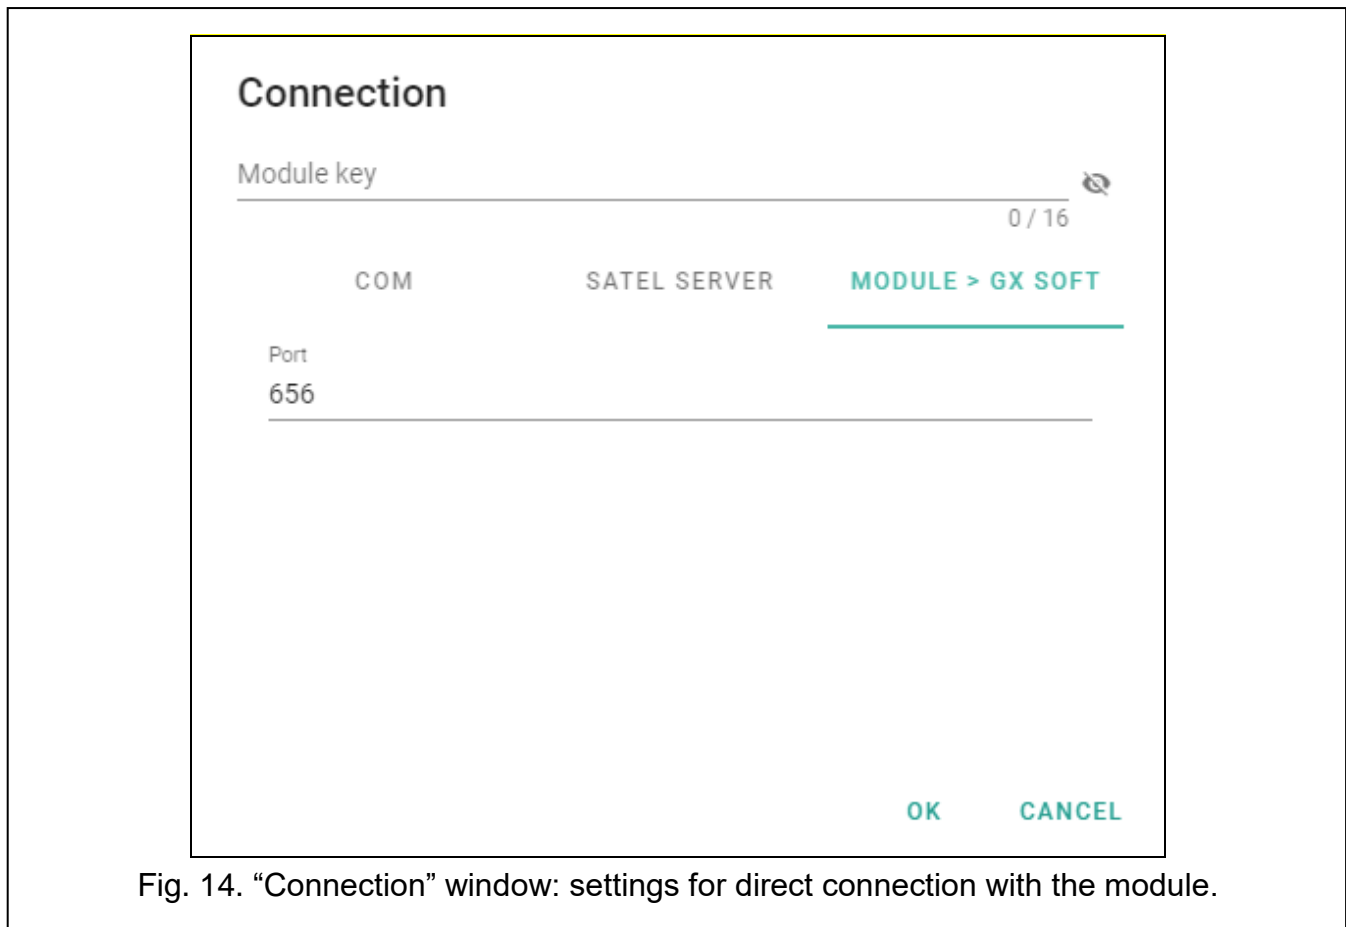 Connection
Module key
0 / 16
COM SATEL SERVER MODULE > GX SOFT
Port
656
OK CANCEL
Fig. 14. “Connection” window: settings for direct connection with the module.